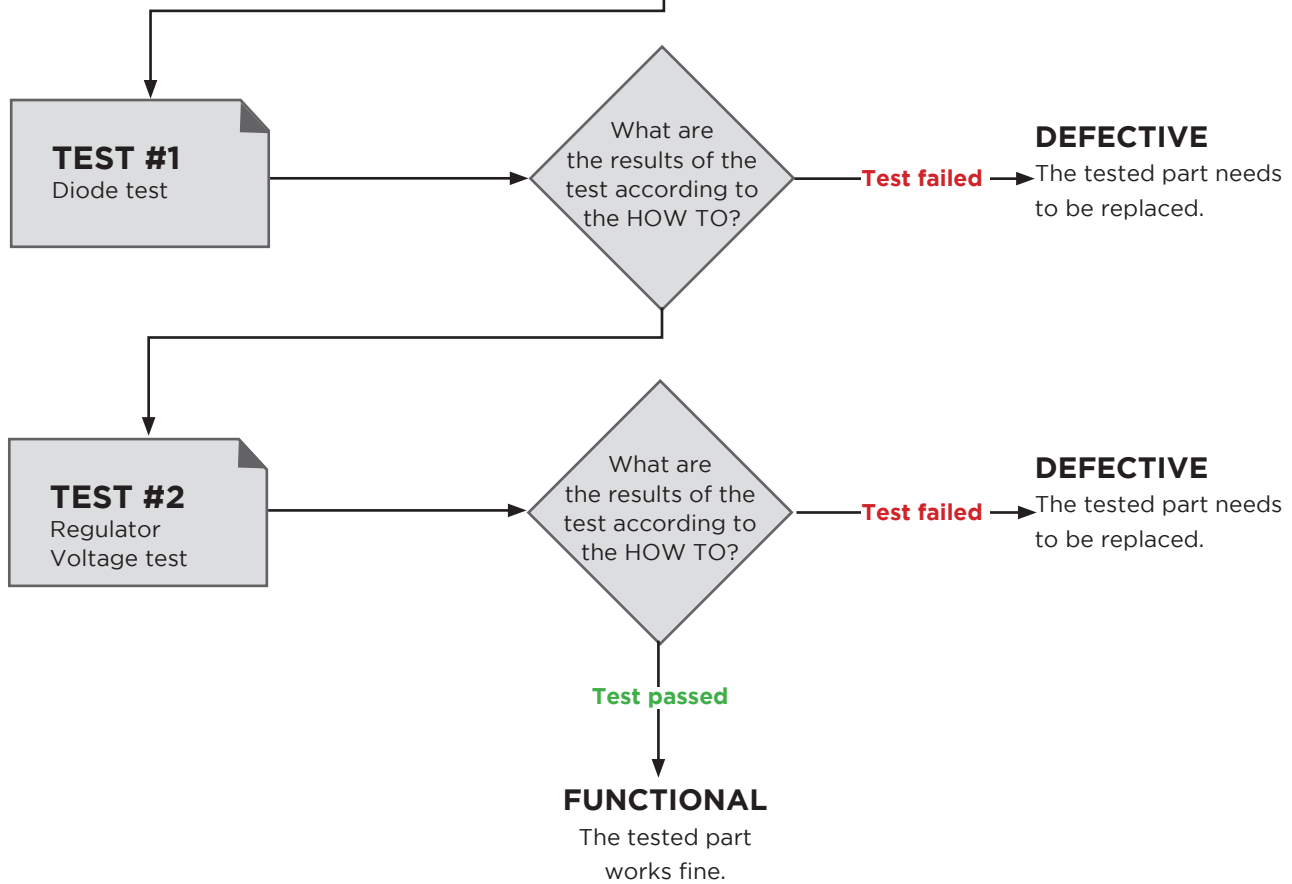 TEST #1
Diode test
What are
the results of the
test according to
the HOW TO?
Test failed
DEFECTIVE
The tested part needs
to be replaced.
TEST #2
Regulator
Voltage test
What are
the results of the
test according to
the HOW TO?
Test failed
DEFECTIVE
The tested part needs
to be replaced.
Test passed
FUNCTIONAL
The tested part
works fine.